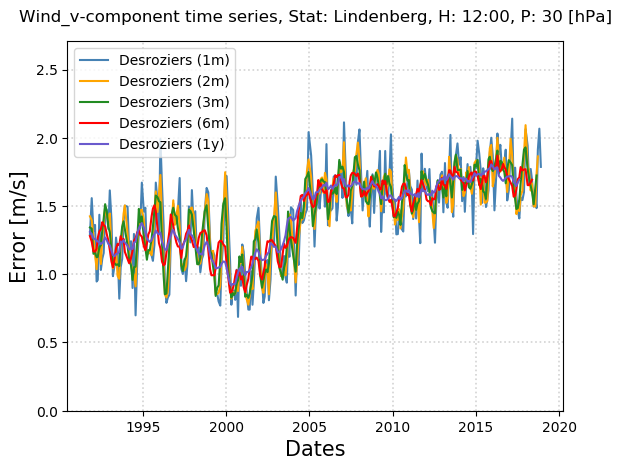 Wind_v-component time series, Stat: Lindenberg, H: 12:00, P: 30 [hPa]
Desroziers (1m)
Desroziers (2m)
Desroziers (3m)
Desroziers (6m)
Desroziers (1y)
Error [m/s]
2.5
2.0
1.5
1.0
0.5
0.0
1995 2000 2005 2010 2015 2020
Dates